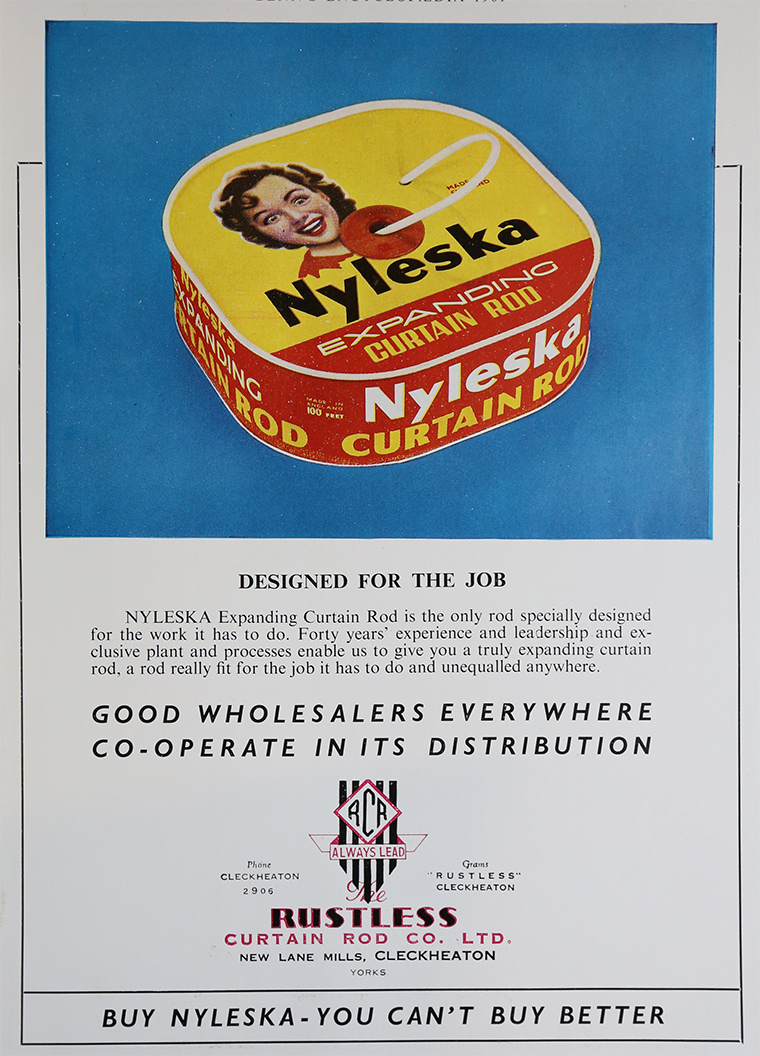 Nyleska
EXPANDING
CURTAIN ROD
Nyleska
EXPANDING
CURTAIN ROD
MADE IN
ENGLAND
100 FEET
Nyleska
CURTAIN ROD
DESIGNED FOR THE JOB
NYLESKA Expanding Curtain Rod is the only rod specially designed
for the work it has to do. Forty years' experience and leadership and ex-
clusive plant and processes enable us to give you a truly expanding curtain
rod, a rod really fit for the job it has to do and unequalled anywhere.
GOOD WHOLESALERS EVERYWHERE
CO-OPERATE IN ITS DISTRIBUTION
RCR
ALWAYS LEAD
Phone
CLECKHEATON
2906
Grams
"RUSTLESS"
CLECKHEATON
The
RUSTLESS
CURTAIN ROD CO. LTD.
NEW LANE MILLS, CLECKHEATON
YORKS
BUY NYLESKA-YOU CAN'T BUY BETTER